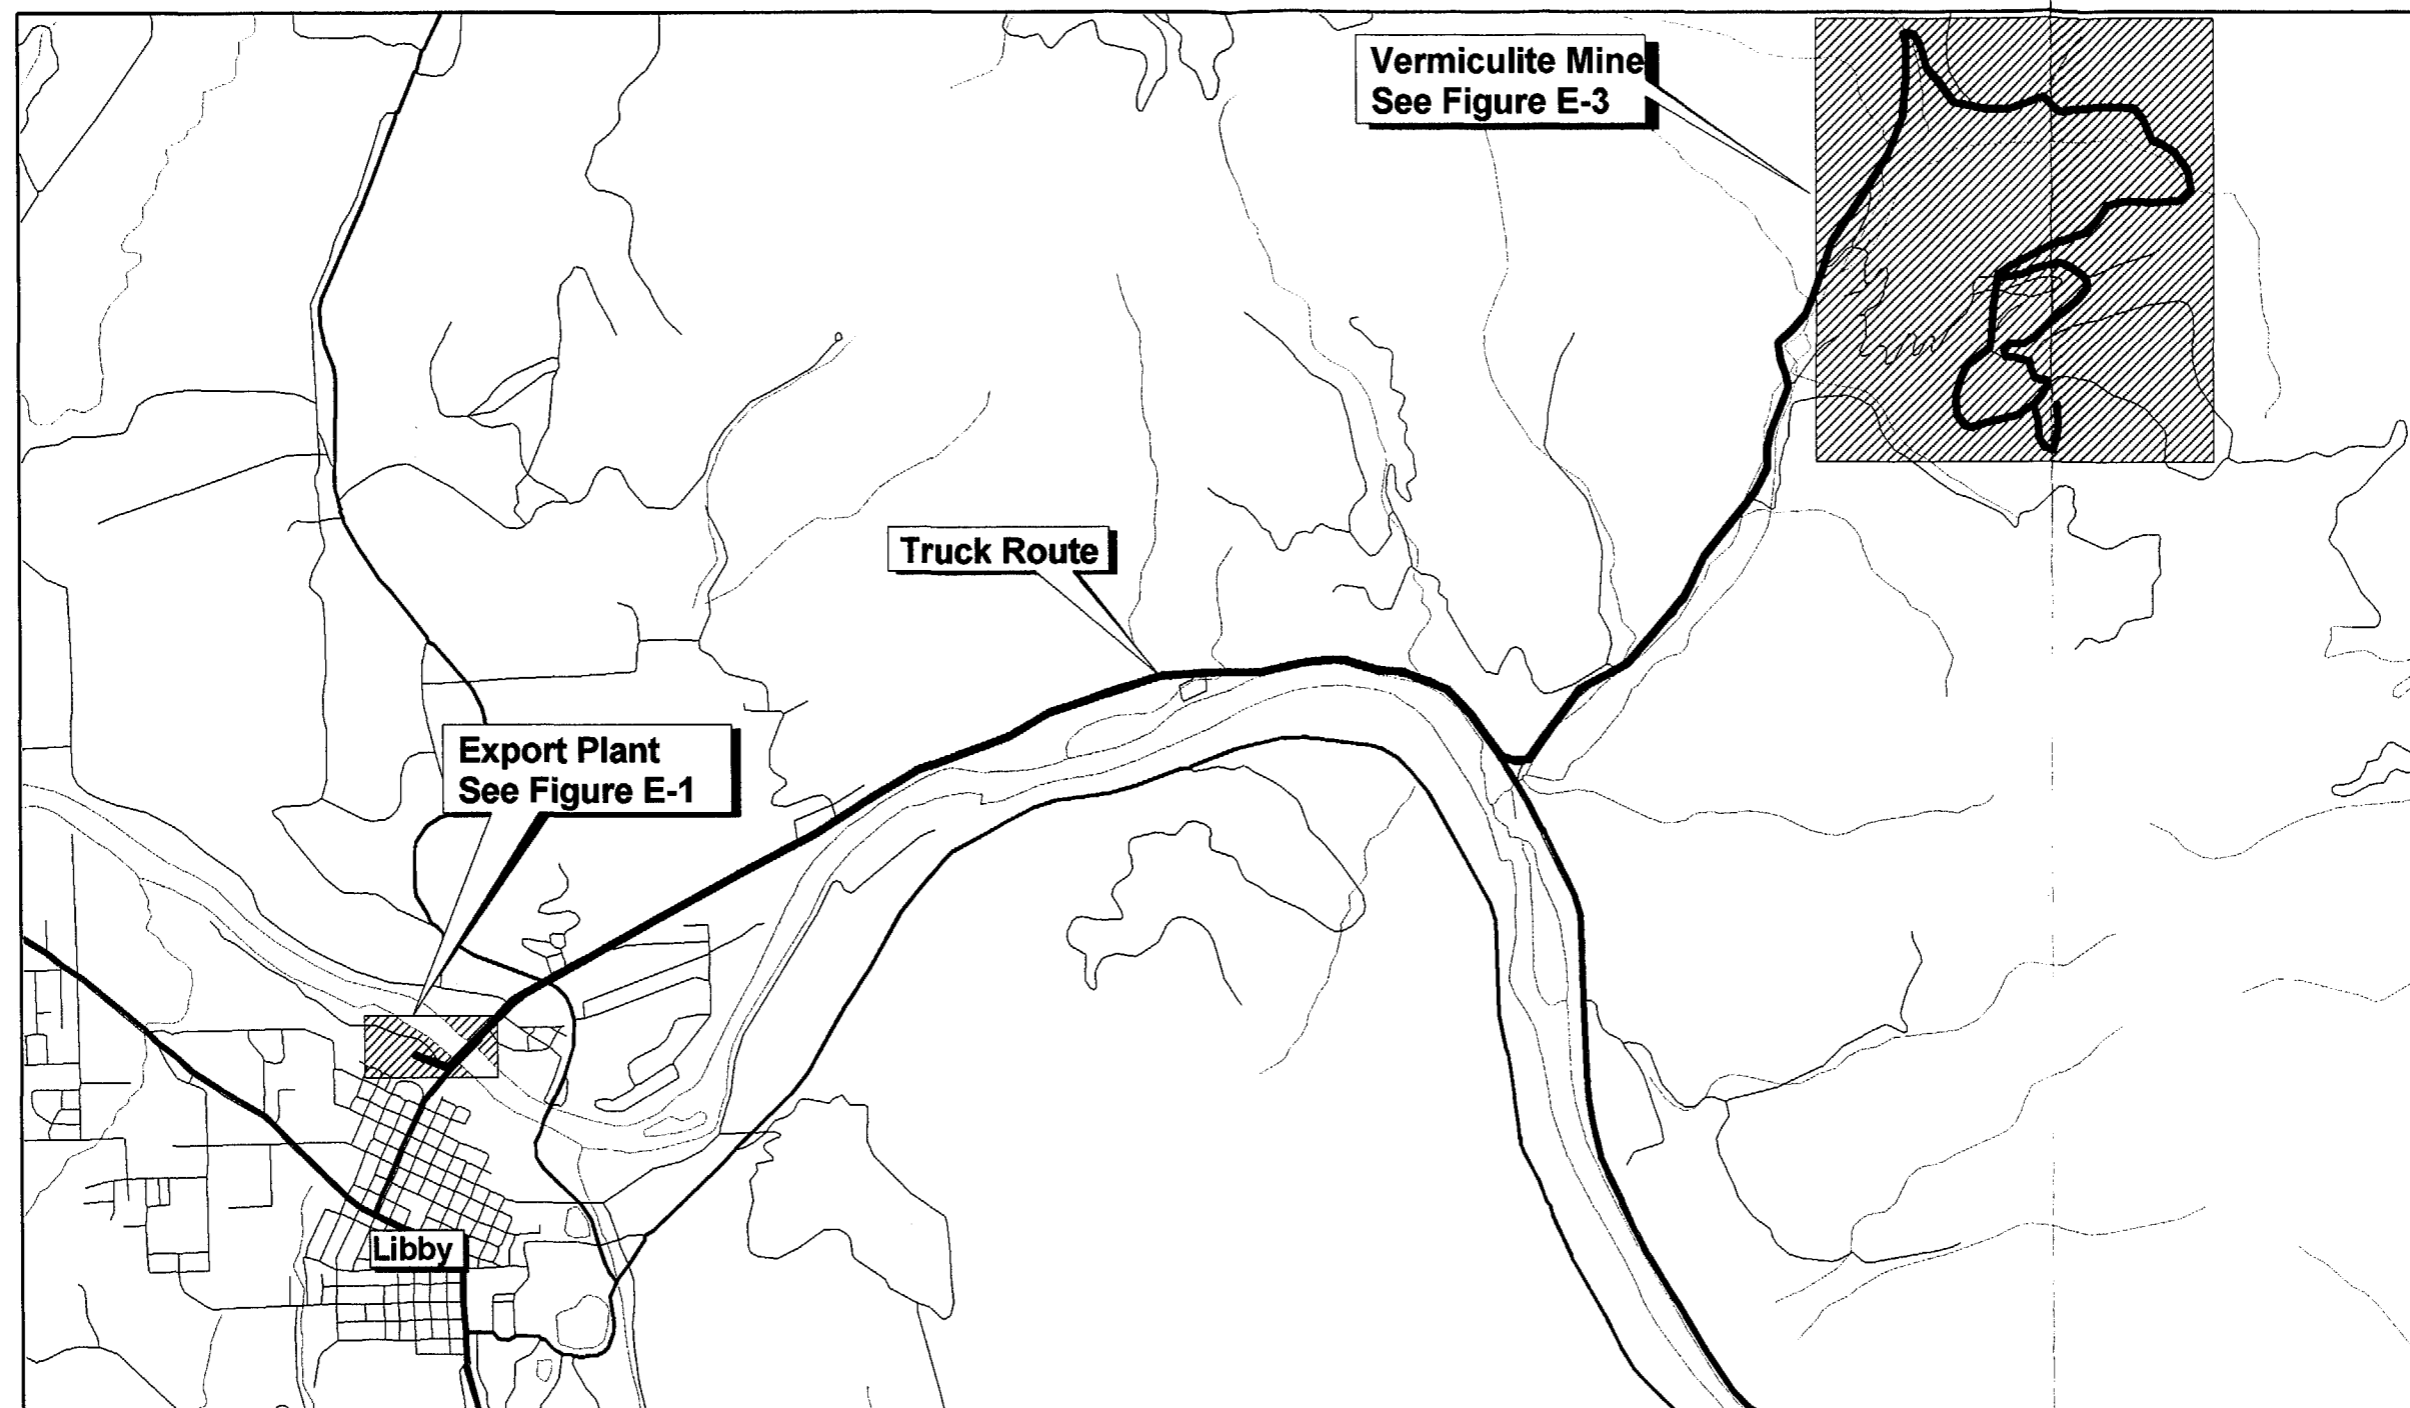 Vermiculite Mine
See Figure E-3
Truck Route
Export Plant
See Figure E-1
Libby